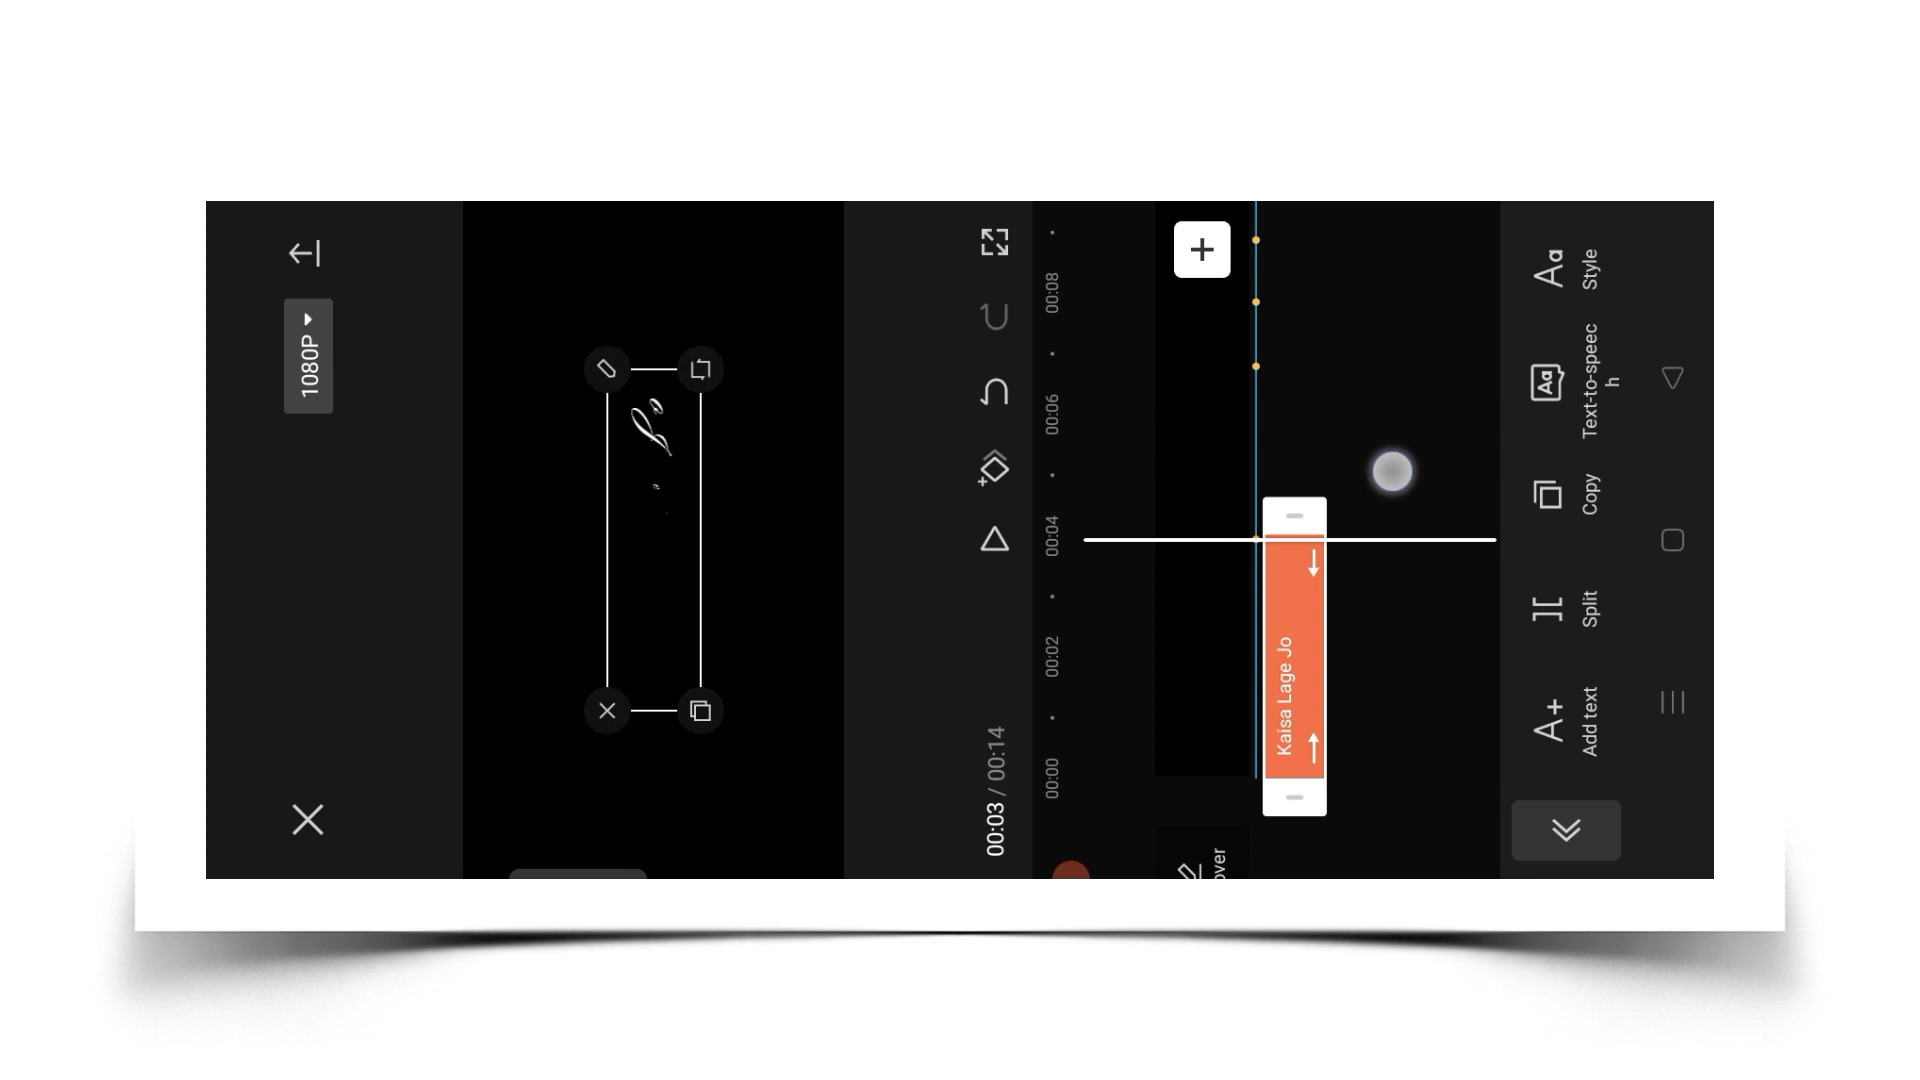 1080P
00:03 / 00:14
00:00
00:02
00:04
00:06
00:08
Kaisa Lage Jo
over
Add text
Split
Copy
Text-to-speec
h
Style